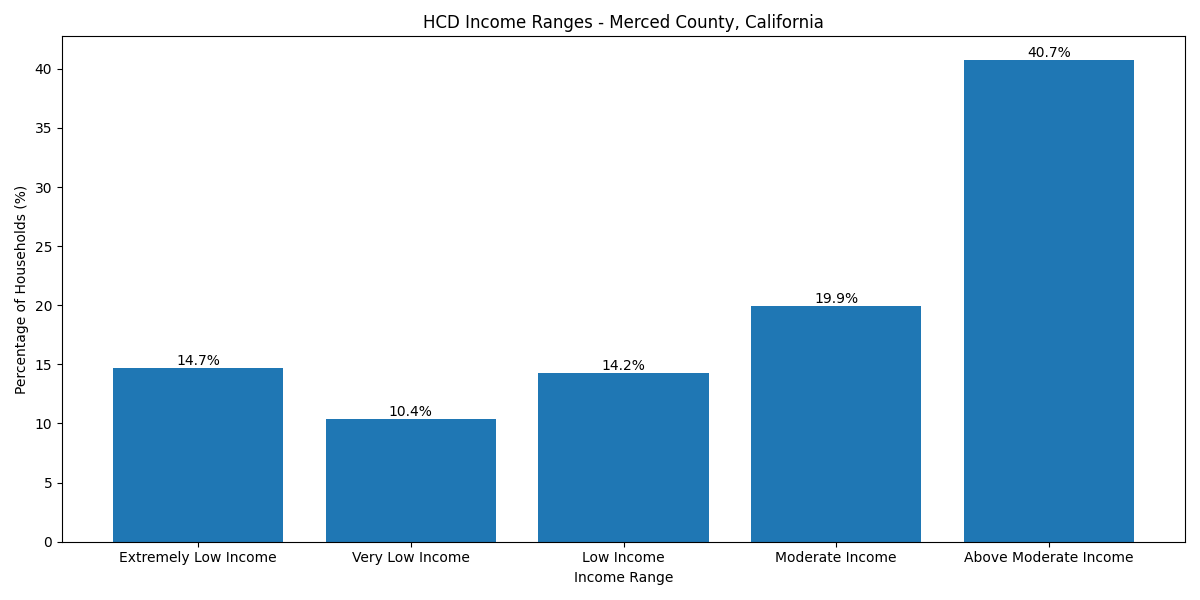 HCD Income Ranges - Merced County, California
40.7%
40
35
30
25
20
15
10
5
0
Percentage of Households (%)
14.7%
10.4%
14.2%
19.9%
Extremely Low Income
Very Low Income
Low Income
Moderate Income
Above Moderate Income
Income Range